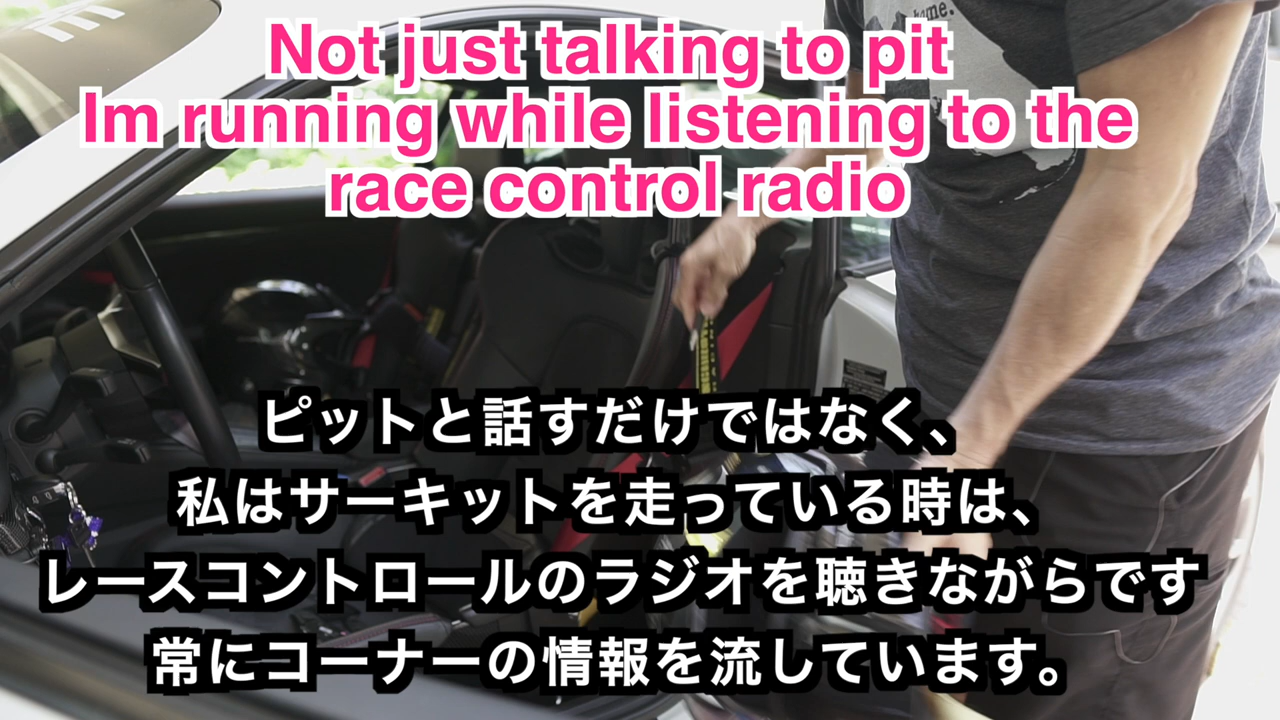 home.
Not just talking to pit
Im running while listening to the
race control radio
ピットと話すだけではなく、
私はサーキットを走っている時は、
レースコントロールのラジオを聴きながらです
常にコーナーの情報を流しています。